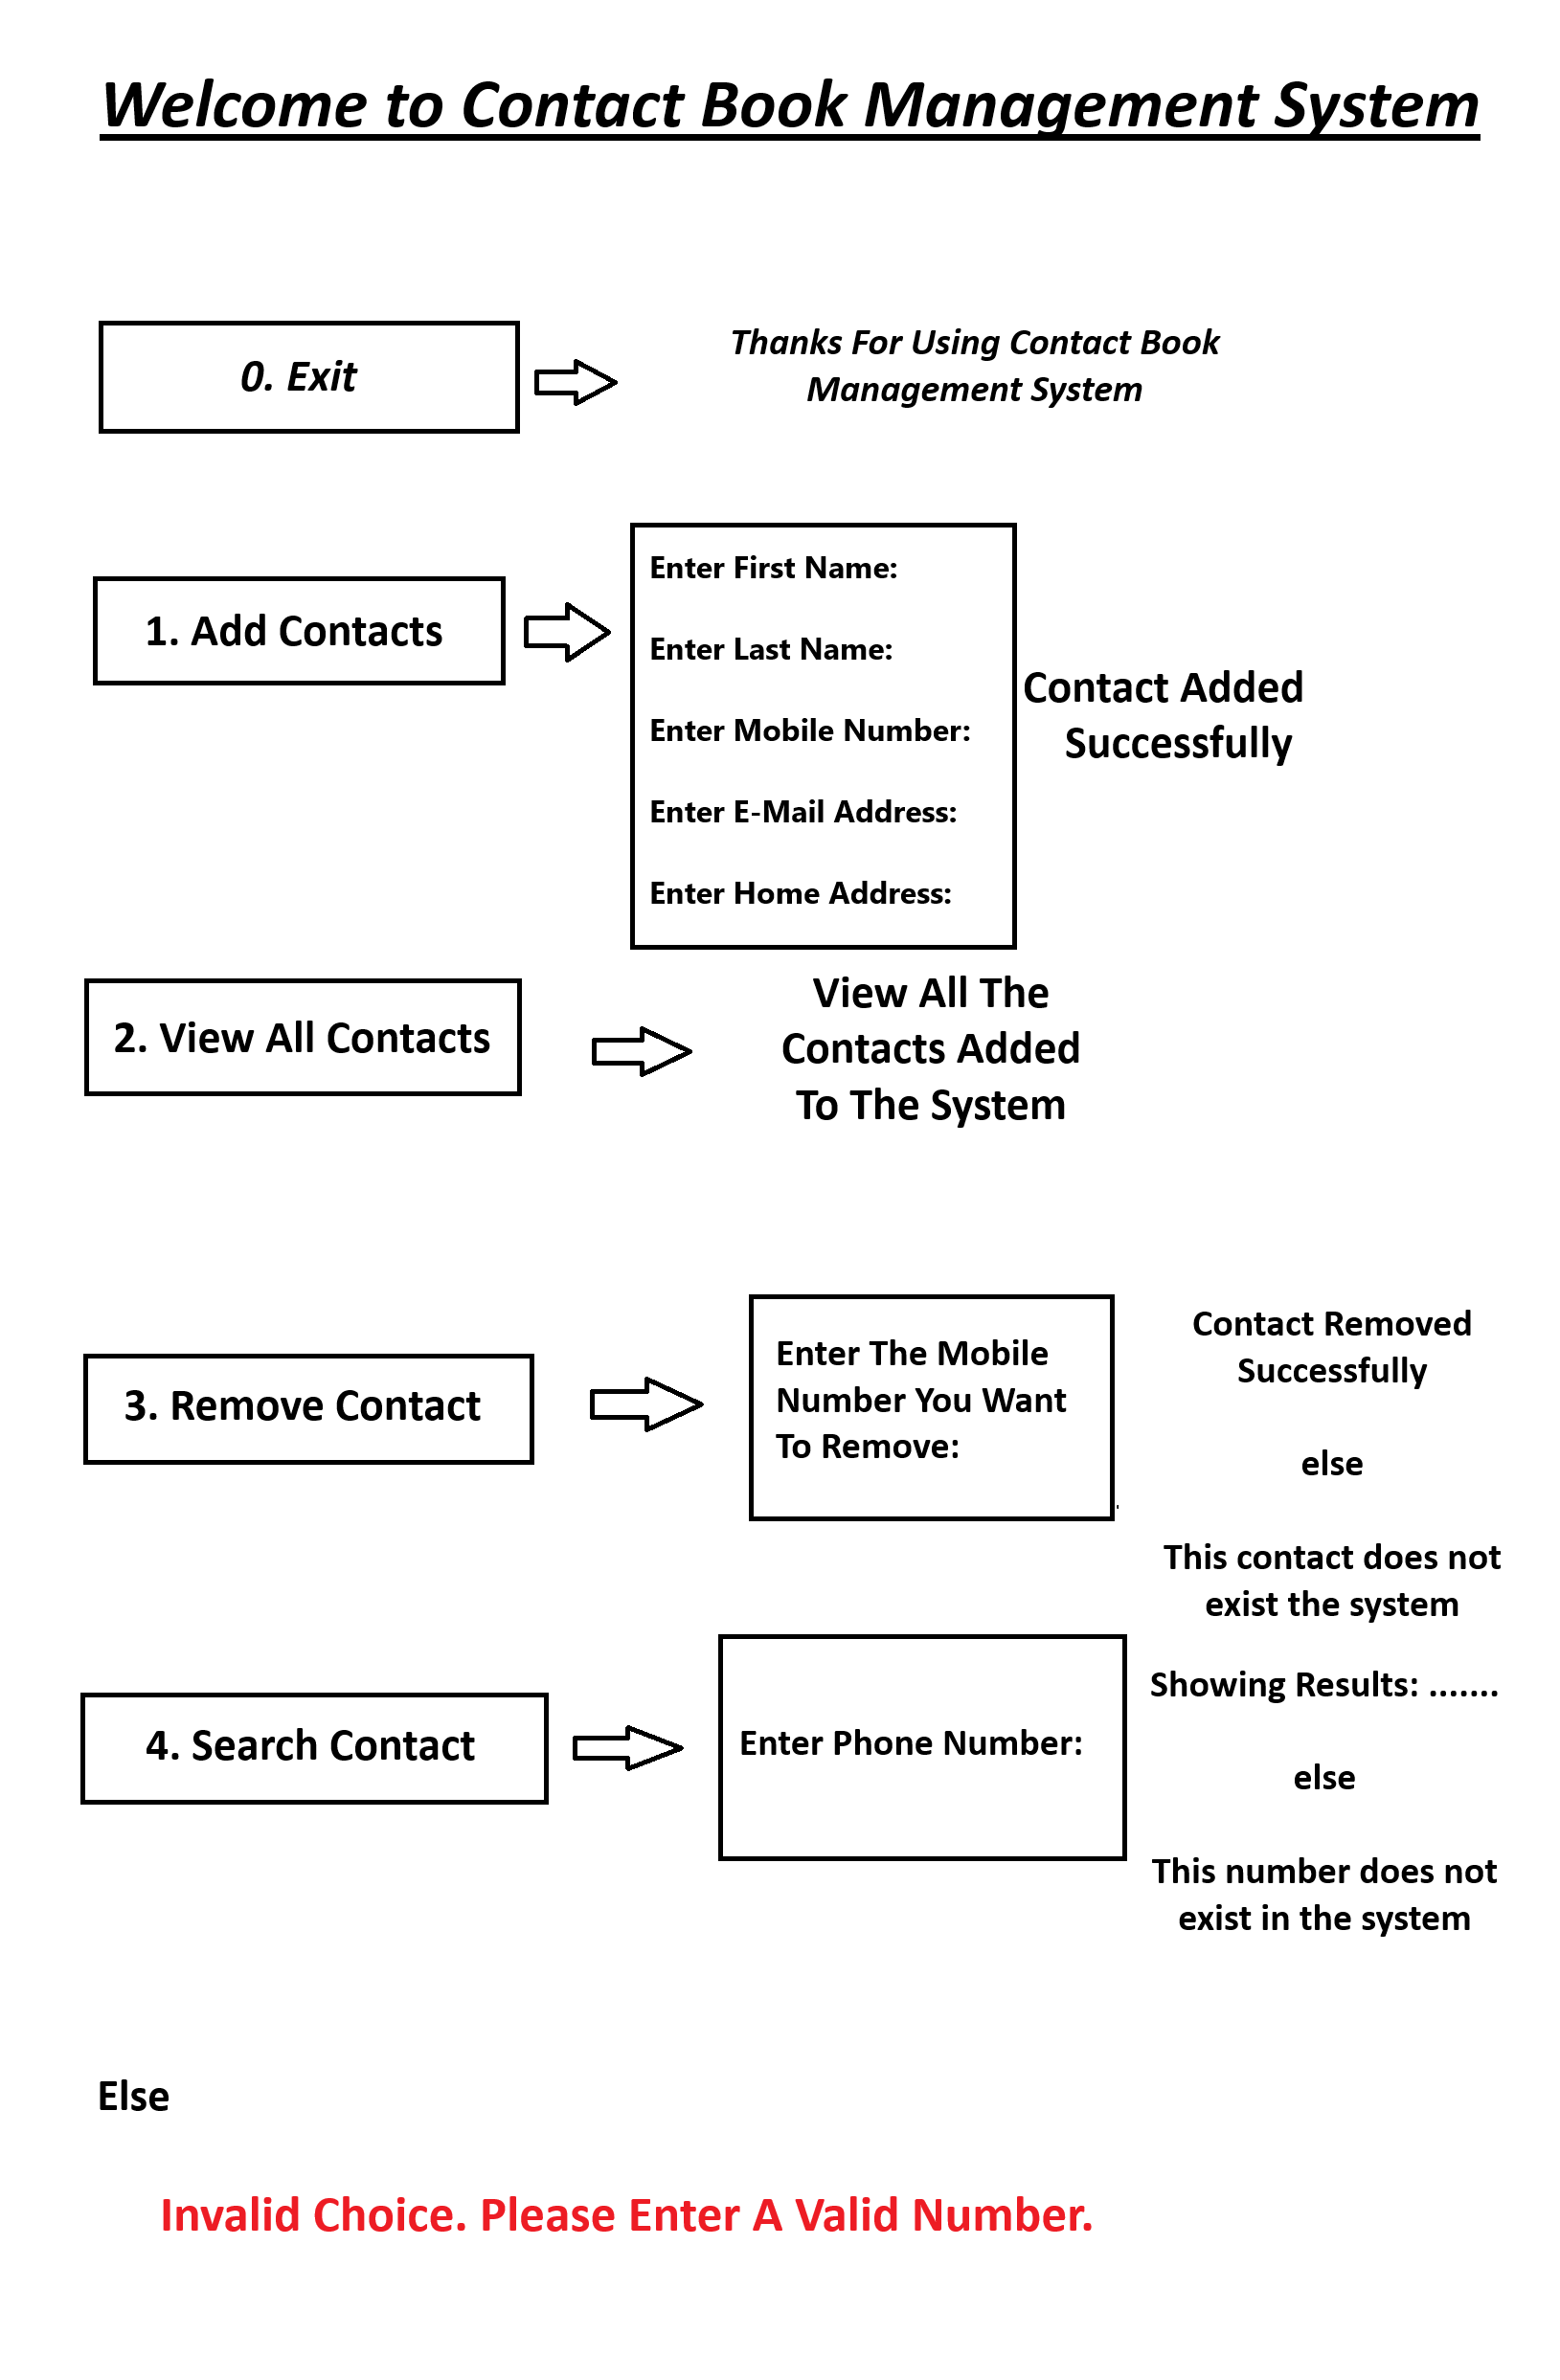 Welcome to Contact Book Management System
0. Exit
Thanks For Using Contact Book
Management System
1. Add Contacts
Enter First Name:
Enter Last Name:
Enter Mobile Number:
Enter E-Mail Address:
Enter Home Address:
Contact Added
Successfully
2. View All Contacts
View All The
Contacts Added
To The System
3. Remove Contact
Enter The Mobile
Number You Want
To Remove:
Contact Removed
Successfully
else
This contact does not
exist the system
4. Search Contact
Enter Phone Number:
Showing Results: .......
else
This number does not
exist in the system
Else
Invalid Choice. Please Enter A Valid Number.